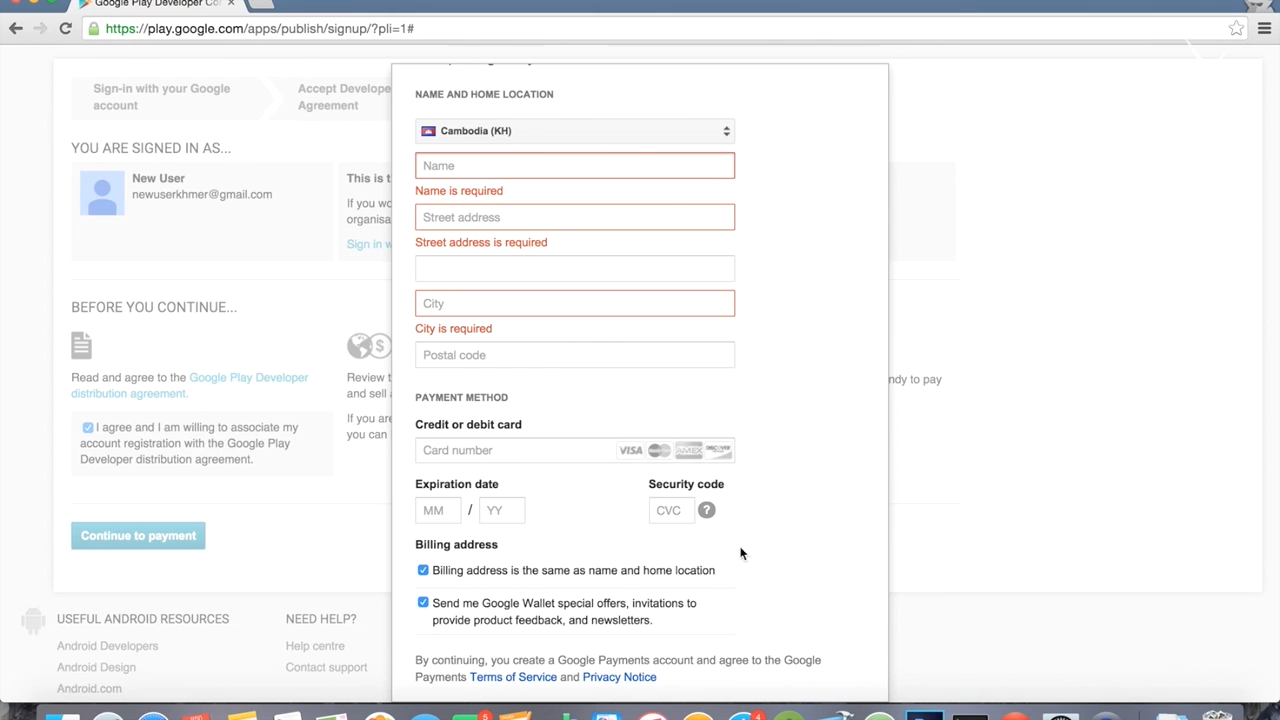 Google Play Developer Co
https://play.google.com/apps/publish/signup/?pli=1#
Sign-in with your Google
account
Accept Develope
Agreement
YOU ARE SIGNED IN AS...
New User
newuserkhmer@gmail.com
This is t
If you wo
organisa
Sign in w
BEFORE YOU CONTINUE...
Read and agree to the Google Play Developer
distribution agreement.
I agree and I am willing to associate my
account registration with the Google Play
Developer distribution agreement.
Review t
and sell a
If you are
you can
ndy to pay
Continue to payment
USEFUL ANDROID RESOURCES
Android Developers
Android Design
Android.com
NEED HELP?
Help centre
Contact support
NAME AND HOME LOCATION
Cambodia (KH)
Name
Name is required
Street address
Street address is required
City
City is required
Postal code
PAYMENT METHOD
Credit or debit card
Card number VISA AMEX DISCOVER
Expiration date
Security code
MM / YY
CVC ?
Billing address
Billing address is the same as name and home location
Send me Google Wallet special offers, invitations to
provide product feedback, and newsletters.
By continuing, you create a Google Payments account and agree to the Google
Payments Terms of Service and Privacy Notice
5
4